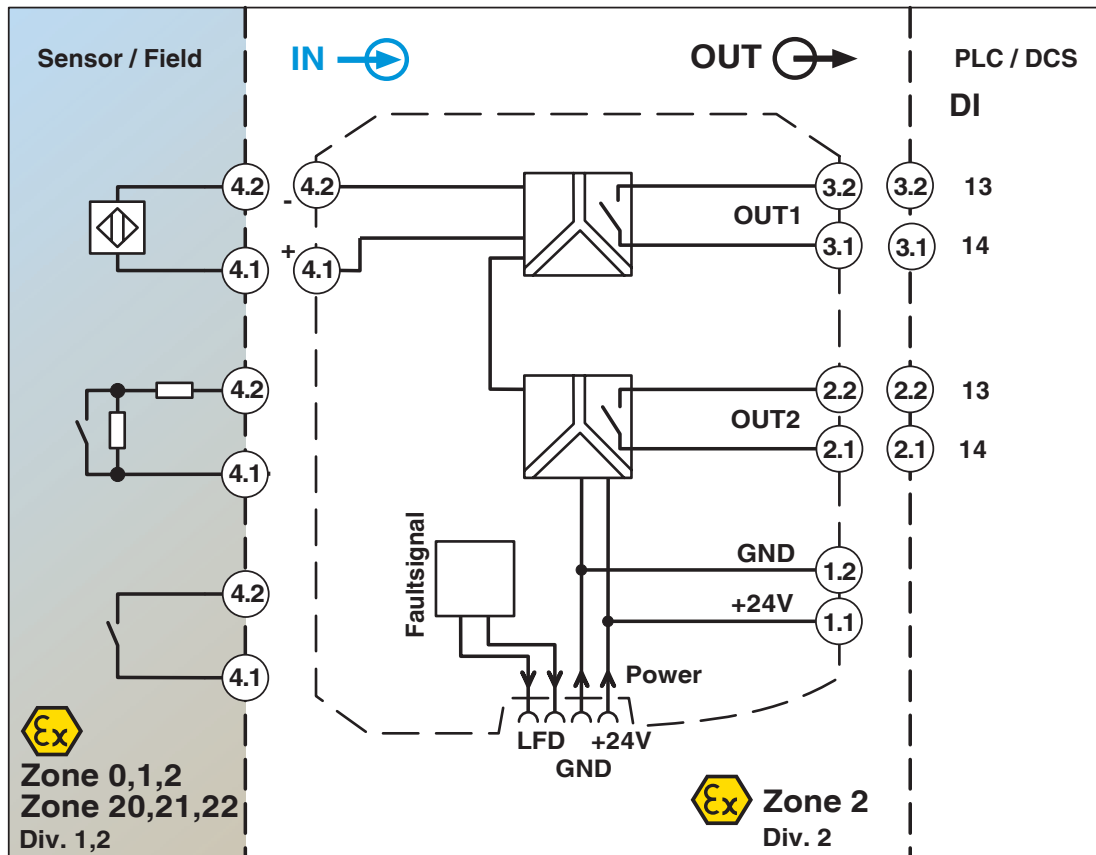 Sensor / Field
IN
OUT
PLC / DCS
DI
4.2
4.2
3.2
3.2
13
-
OUT1
+
4.1
4.1
3.1
3.1
14
4.2
2.2
2.2
13
OUT2
4.1
2.1
2.1
14
Faultsignal
GND
1.2
4.2
+24V
1.1
4.1
Power
LFD
+24V
GND
Ex
Zone 0,1,2
Zone 20,21,22
Div. 1,2
Ex
Zone 2
Div. 2